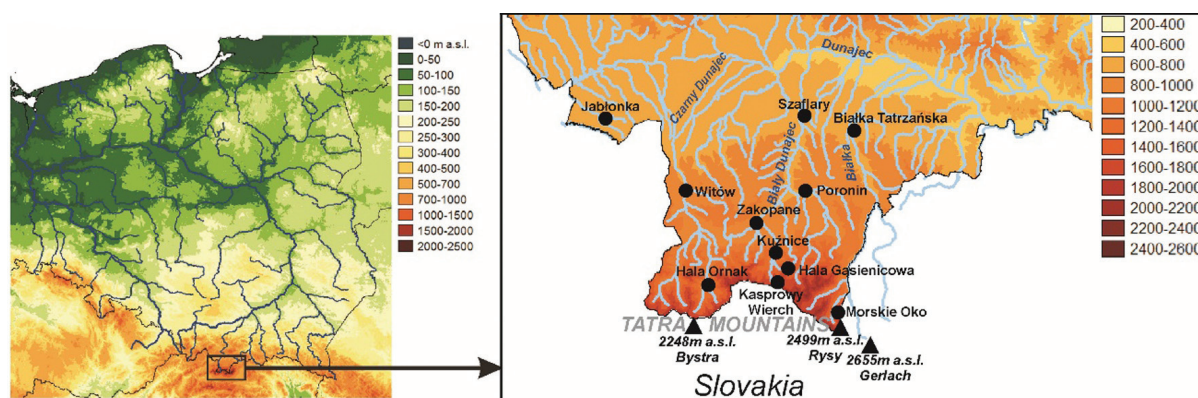 <0 m a.s.l.
0-50
50-100
100-150
150-200
200-250
250-300
300-400
400-500
500-700
700-1000
1000-1500
1500-2000
2000-2500
Dunajec
Czarny Dunajec
Jabłonka
Szaflary
Białka Tatrzańska
Biały Dunajec
Białka
Witów
Poronin
Zakopane
Kuźnice
Hala Ornak
Hala Gąsienicowa
Kasprowy
Wierch
Morskie Oko
TATRA MOUNTAINS
2248m a.s.l.
Bystra
2499m a.s.l.
Rysy
2655m a.s.l.
Gerlach
Slovakia
200-400
400-600
600-800
800-1000
1000-1200
1200-1400
1400-1600
1600-1800
1800-2000
2000-2200
2200-2400
2400-2600